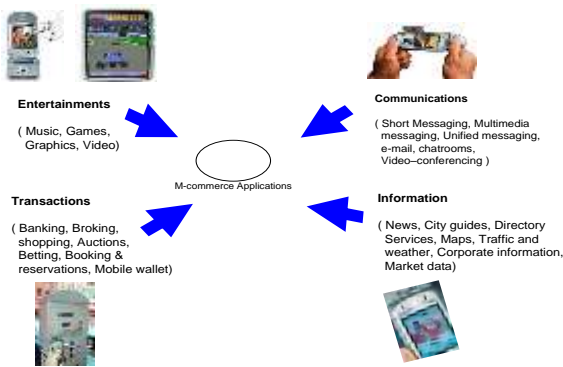 Entertainments
( Music, Games,
Graphics, Video)
Communications
( Short Messaging, Multimedia
messaging, Unified messaging,
e-mail, chatrooms,
Video–conferencing )
M-commerce Applications
Transactions
( Banking, Broking,
shopping, Auctions,
Betting, Booking &
reservations, Mobile wallet)
Information
( News, City guides, Directory
Services, Maps, Traffic and
weather, Corporate information,
Market data)